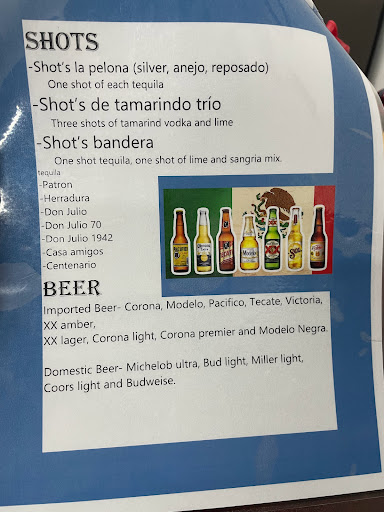 SHOTS
-Shot's la pelona (silver, anejo, reposado)
One shot of each tequila
-Shot's de tamarindo trío
Three shots of tamarind vodka and lime
-Shot's bandera
One shot tequila, one shot of lime and sangria mix.
tequila
-Patron
-Herradura
-Don Julio
-Don Julio 70
-Don Julio 1942
-Casa amigos
-Centenario
BEER
Imported Beer- Corona, Modelo, Pacifico, Tecate, Victoria,
XX amber,
XX lager, Corona light, Corona premier and Modelo Negra.
Domestic Beer- Michelob ultra, Bud light, Miller light,
Coors light and Budweise.